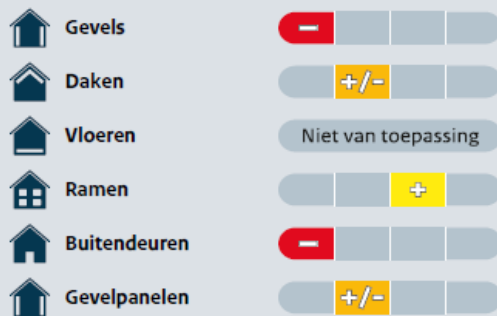 Gevels -
Daken +/-
Vloeren Niet van toepassing
Ramen +
Buitendeuren -
Gevelpanelen +/-